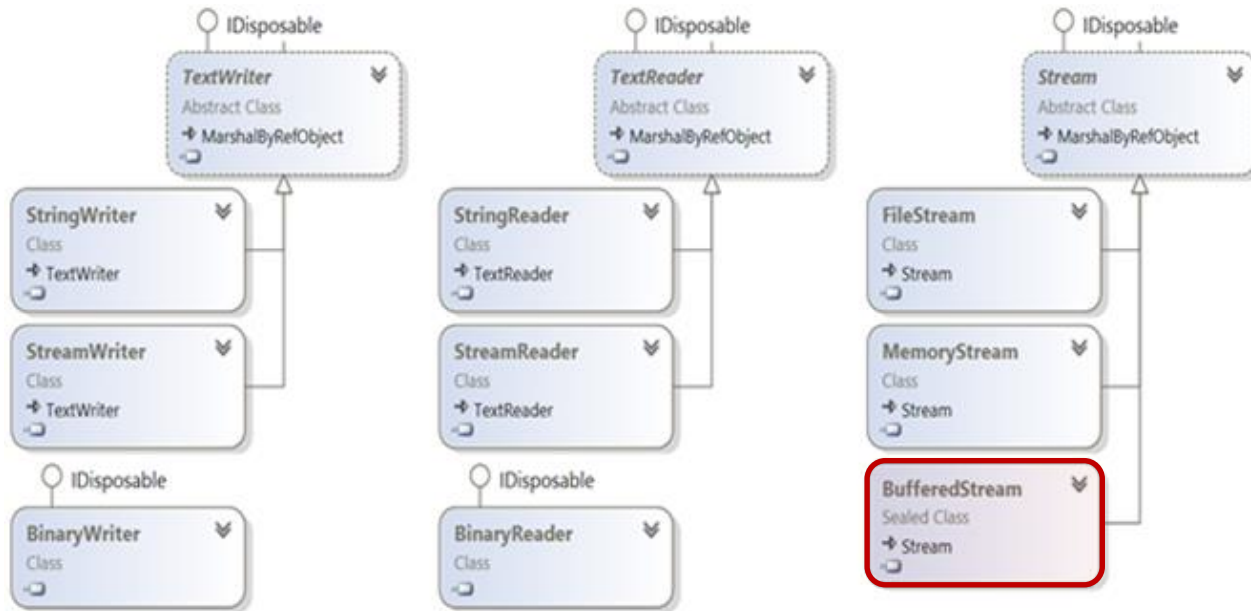 IDisposable
TextWriter
Abstract Class
MarshalByRefObject
StringWriter
Class
TextWriter
StreamWriter
Class
TextWriter
IDisposable
BinaryWriter
Class
IDisposable
TextReader
Abstract Class
MarshalByRefObject
StringReader
Class
TextReader
StreamReader
Class
TextReader
IDisposable
BinaryReader
Class
IDisposable
Stream
Abstract Class
MarshalByRefObject
FileStream
Class
Stream
MemoryStream
Class
Stream
BufferedStream
Sealed Class
Stream